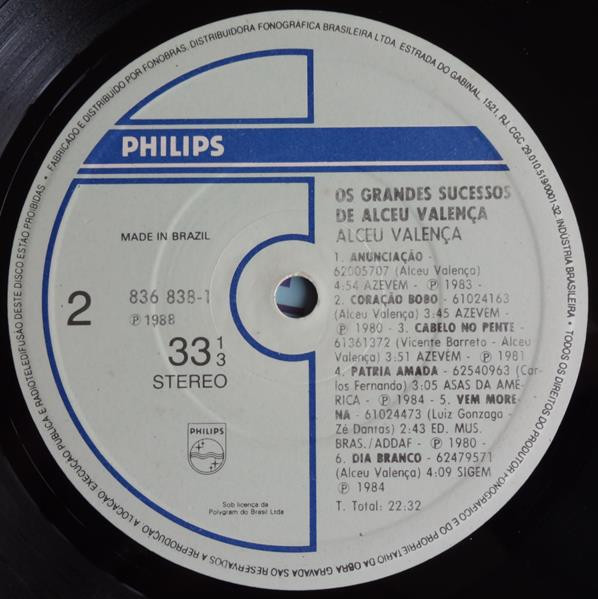 • FABRICADO E DISTRIBUÍDO POR FONOBRÁS, DISTRIBUIDORA FONOGRÁFICA BRASILEIRA LTDA, ESTRADA DO GABINAL, 1521, RJ, CGC 29.010.519/0001-32. INDÚSTRIA BRASILEIRA • TODOS OS DIREITOS DO PRODUTOR FONOGRÁFICO E DO PROPRIETÁRIO DA OBRA GRAVADA SÃO RESERVADOS A REPRODUÇÃO, A LOCAÇÃO, EXECUÇÃO PÚBLICA E RADIOTELEDIFUSÃO DESTE DISCO ESTÃO PROIBIDAS
PHILIPS
MADE IN BRAZIL
2
836 838-1
℗ 1988
33 1/3
STEREO
PHILIPS
Sob licença da
Polygram do Brasil Ltda
OS GRANDES SUCESSOS
DE ALCEU VALENÇA
ALCEU VALENÇA
1. ANUNCIAÇÃO -
62005707 (Alceu Valença)
4:54 AZEVEM - ℗ 1983 -
2. CORAÇÃO BOBO - 61024163
(Alceu Valença) 3:45 AZEVEM -
℗ 1980 - 3. CABELO NO PENTE -
61361372 (Vicente Barreto - Alceu
Valença) 3:51 AZEVÉM - ℗ 1981
4. PATRIA AMADA - 62540963 (Car
los Fernando) 3:05 ASAS DA AMÉ
RICA - ℗ 1984 - 5. VEM MORE-
NA - 61024473 (Luiz Gonzaga -
Zé Dantas) 2:43 ED. MUS.
BRAS./ADDAF - ℗ 1980 -
6. DIA BRANCO - 62479571
(Alceu Valença) 4:09 SIGEM
℗ 1984
T. Total: 22:32